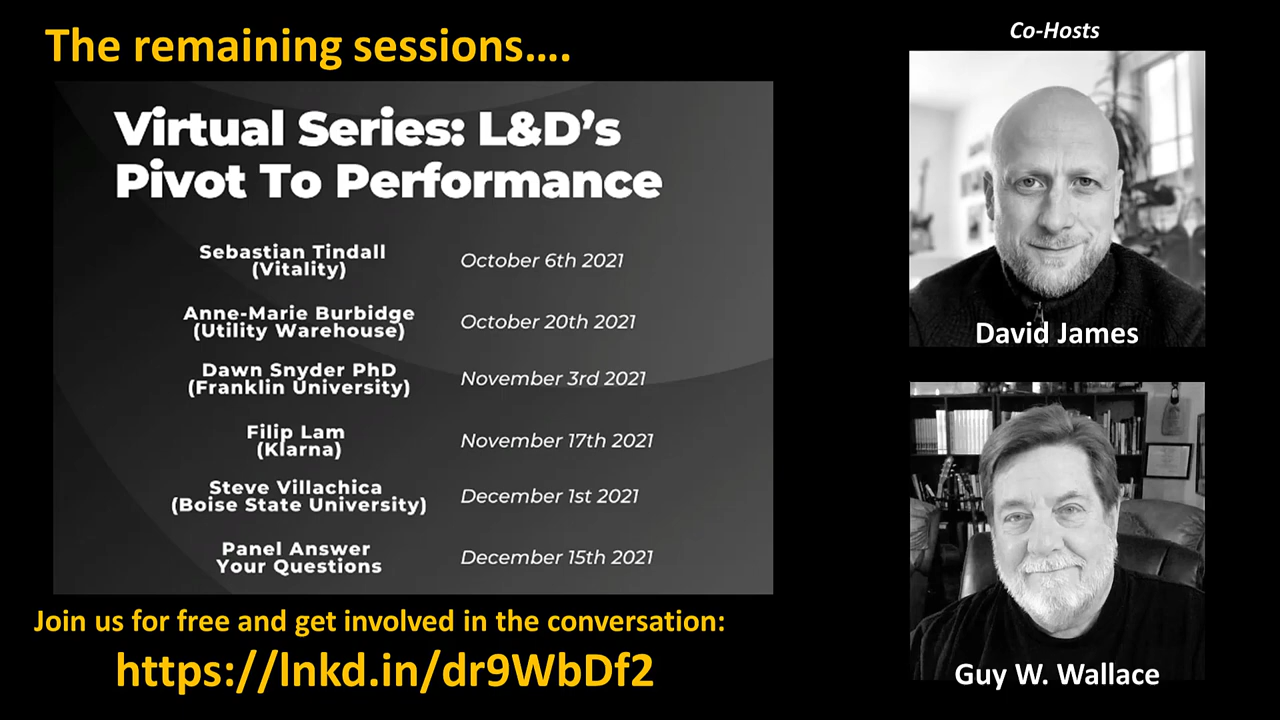 The remaining sessions....
Virtual Series: L&D's
Pivot To Performance
Sebastian Tindall
(Vitality)
October 6th 2021
Anne-Marie Burbidge
(Utility Warehouse)
October 20th 2021
Dawn Snyder PhD
(Franklin University)
November 3rd 2021
Filip Lam
(Klarna)
November 17th 2021
Steve Villachica
(Boise State University)
December 1st 2021
Panel Answer
Your Questions
December 15th 2021
Join us for free and get involved in the conversation:
https://lnkd.in/dr9WbDf2
Co-Hosts
David James
Guy W. Wallace